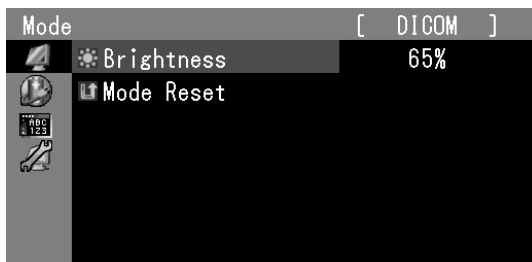 Mode [ DICOM ]
Brightness 65%
Mode Reset
ABC
123